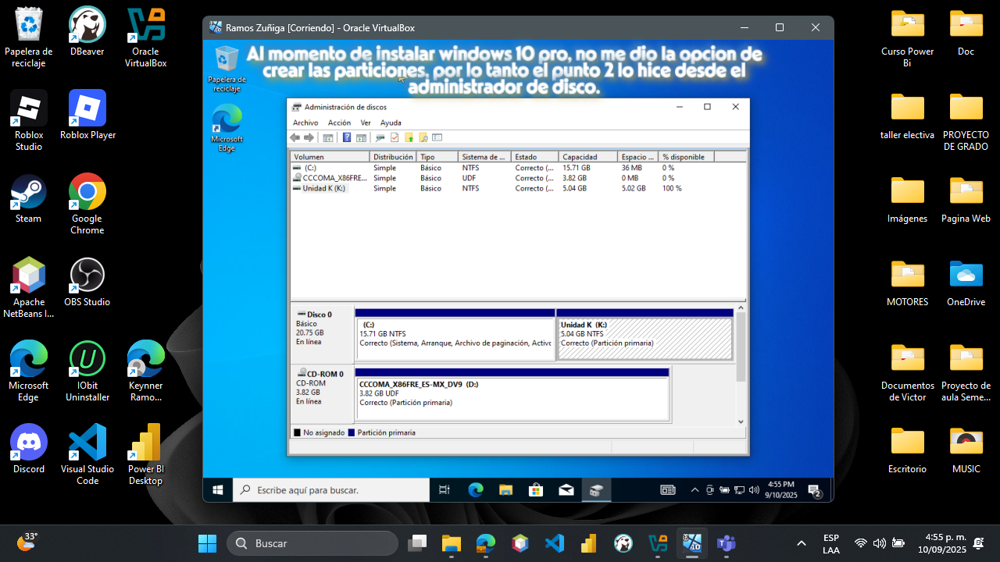 Papelera de
reciclaje
DBeaver
Oracle
VirtualBox
Roblox
Studio
Roblox Player
Steam
Google
Chrome
Apache
NetBeans I...
OBS Studio
Microsoft
Edge
IObit
Uninstaller
Keynner
Ramo...
Discord
Visual Studio
Code
Power BI
Desktop
Ramos Zuñiga [Corriendo] - Oracle VirtualBox
Al momento de instalar windows 10 pro, no me dio la opcion de
crear las particiones, por lo tanto el punto 2 lo hice desde el
administrador de disco.
Papelera de
reciclaje
Microsoft
Edge
Administración de discos
Archivo Acción Ver Ayuda
Volumen Distribución Tipo Sistema de ... Estado Capacidad Espacio ... % disponible
(C:) Simple Básico NTFS Correcto (... 15.71 GB 36 MB 0 %
CCCOMA_X86FRE... Simple Básico UDF Correcto (... 3.82 GB 0 MB 0 %
Unidad K (K:) Simple Básico NTFS Correcto (... 5.04 GB 5.02 GB 100 %
Disco 0
Básico
20.75 GB
En línea
(C:)
15.71 GB NTFS
Correcto (Sistema, Arranque, Archivo de paginación, Activo
Unidad K (K:)
5.04 GB NTFS
Correcto (Partición primaria)
CD-ROM 0
CD-ROM
3.82 GB
En línea
CCCOMA_X86FRE_ES-MX_DV9 (D:)
3.82 GB UDF
Correcto (Partición primaria)
No asignado Partición primaria
Escribe aquí para buscar.
4:55 PM
9/10/2025
2
Curso Power
Bi
Doc
taller electiva
PROYECTO
DE GRADO
Imágenes
Pagina Web
MOTORES
OneDrive
Documentos
de Victor
Proyecto de
aula Seme...
Escritorio
MUSIC
33°
Buscar
ESP
LAA
4:55 p. m.
10/09/2025